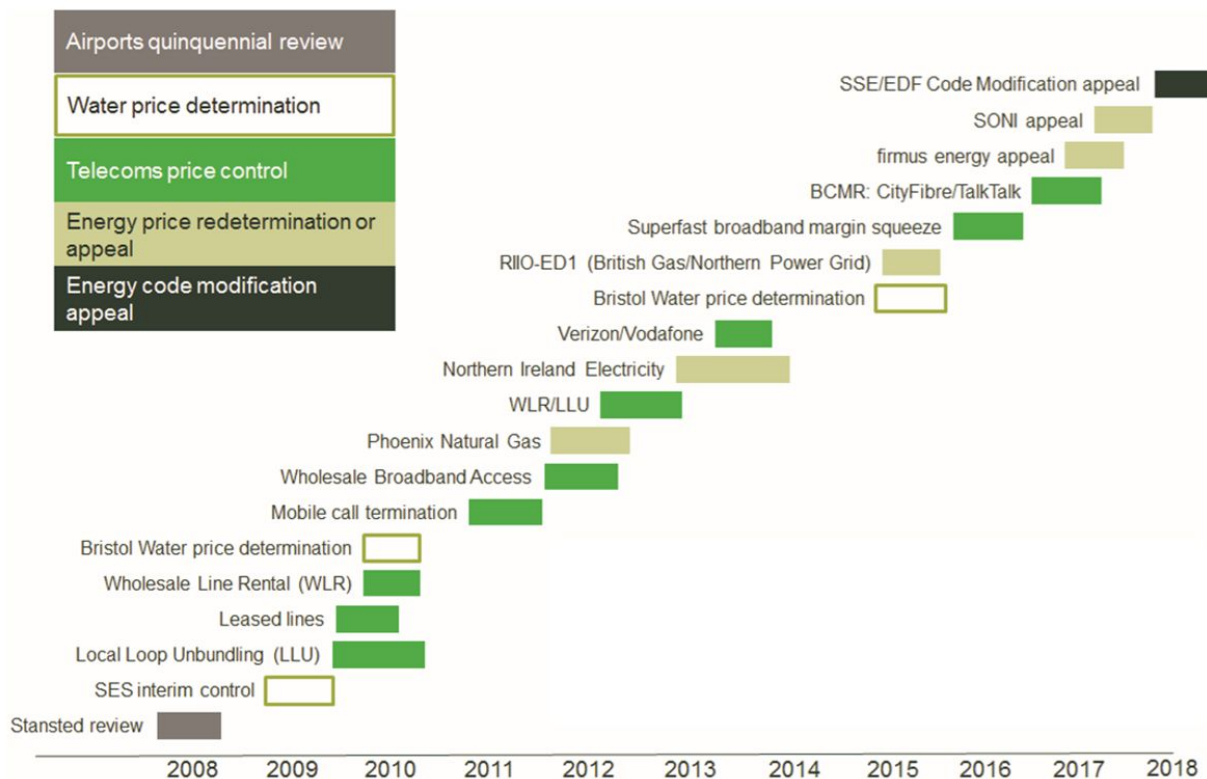 Airports quinquennial review
Water price determination
Telecoms price control
Energy price redetermination or
appeal
Energy code modification
appeal
SSE/EDF Code Modification appeal
SONI appeal
firmus energy appeal
BCMR: CityFibre/TalkTalk
Superfast broadband margin squeeze
RIIO-ED1 (British Gas/Northern Power Grid)
Bristol Water price determination
Verizon/Vodafone
Northern Ireland Electricity
WLR/LLU
Phoenix Natural Gas
Wholesale Broadband Access
Mobile call termination
Bristol Water price determination
Wholesale Line Rental (WLR)
Leased lines
Local Loop Unbundling (LLU)
SES interim control
Stansted review
2008 2009 2010 2011 2012 2013 2014 2015 2016 2017 2018